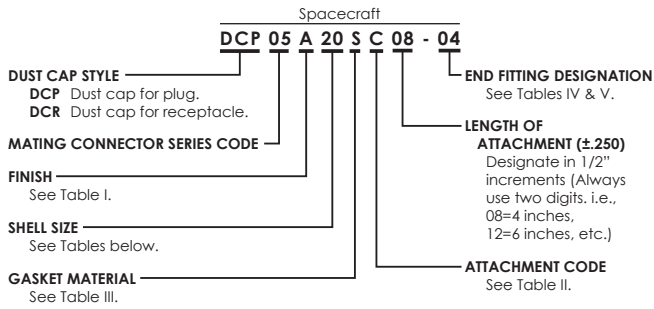 Spacecraft
DCP 05 A 20 S C 08 - 04
DUST CAP STYLE
DCP Dust cap for plug.
DCR Dust cap for receptacle.
MATING CONNECTOR SERIES CODE
FINISH
See Table I.
SHELL SIZE
See Tables below.
GASKET MATERIAL
See Table III.
END FITTING DESIGNATION
See Tables IV & V.
LENGTH OF
ATTACHMENT (±.250)
Designate in 1/2"
increments (Always
use two digits. i.e.,
08=4 inches,
12=6 inches, etc.)
ATTACHMENT CODE
See Table II.